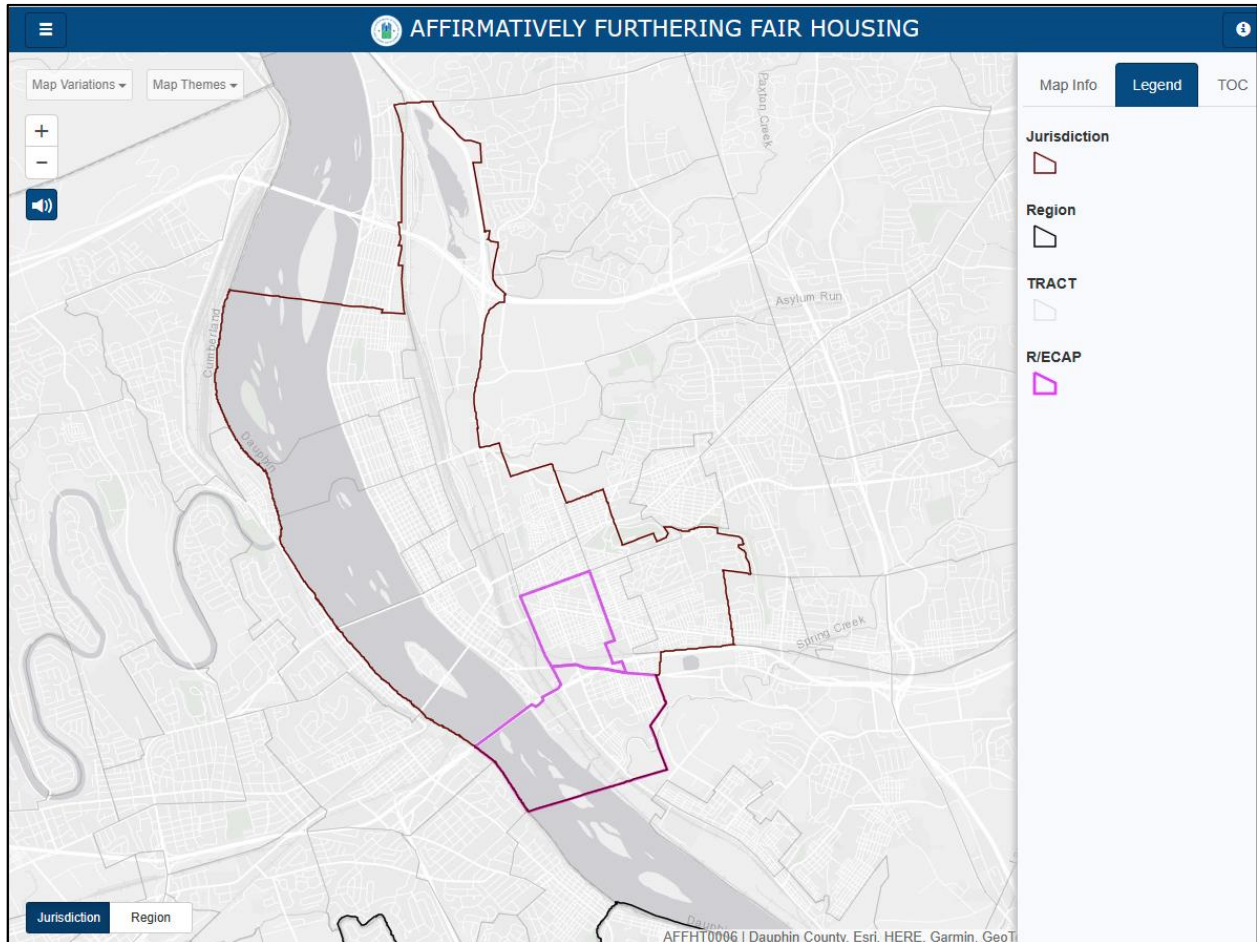 AFFIRMATIVELY FURTHERING FAIR HOUSING
Map Variations
Map Themes
+
−
Map Info
Legend
TOC
Jurisdiction
Region
TRACT
R/ECAP
Paxton Creek
Asylum Run
Cumberland
Dauphin
Spring Creek
Dauph
Jurisdiction
Region
AFFHT0006 | Dauphin County, Esri, HERE, Garmin, GeoT